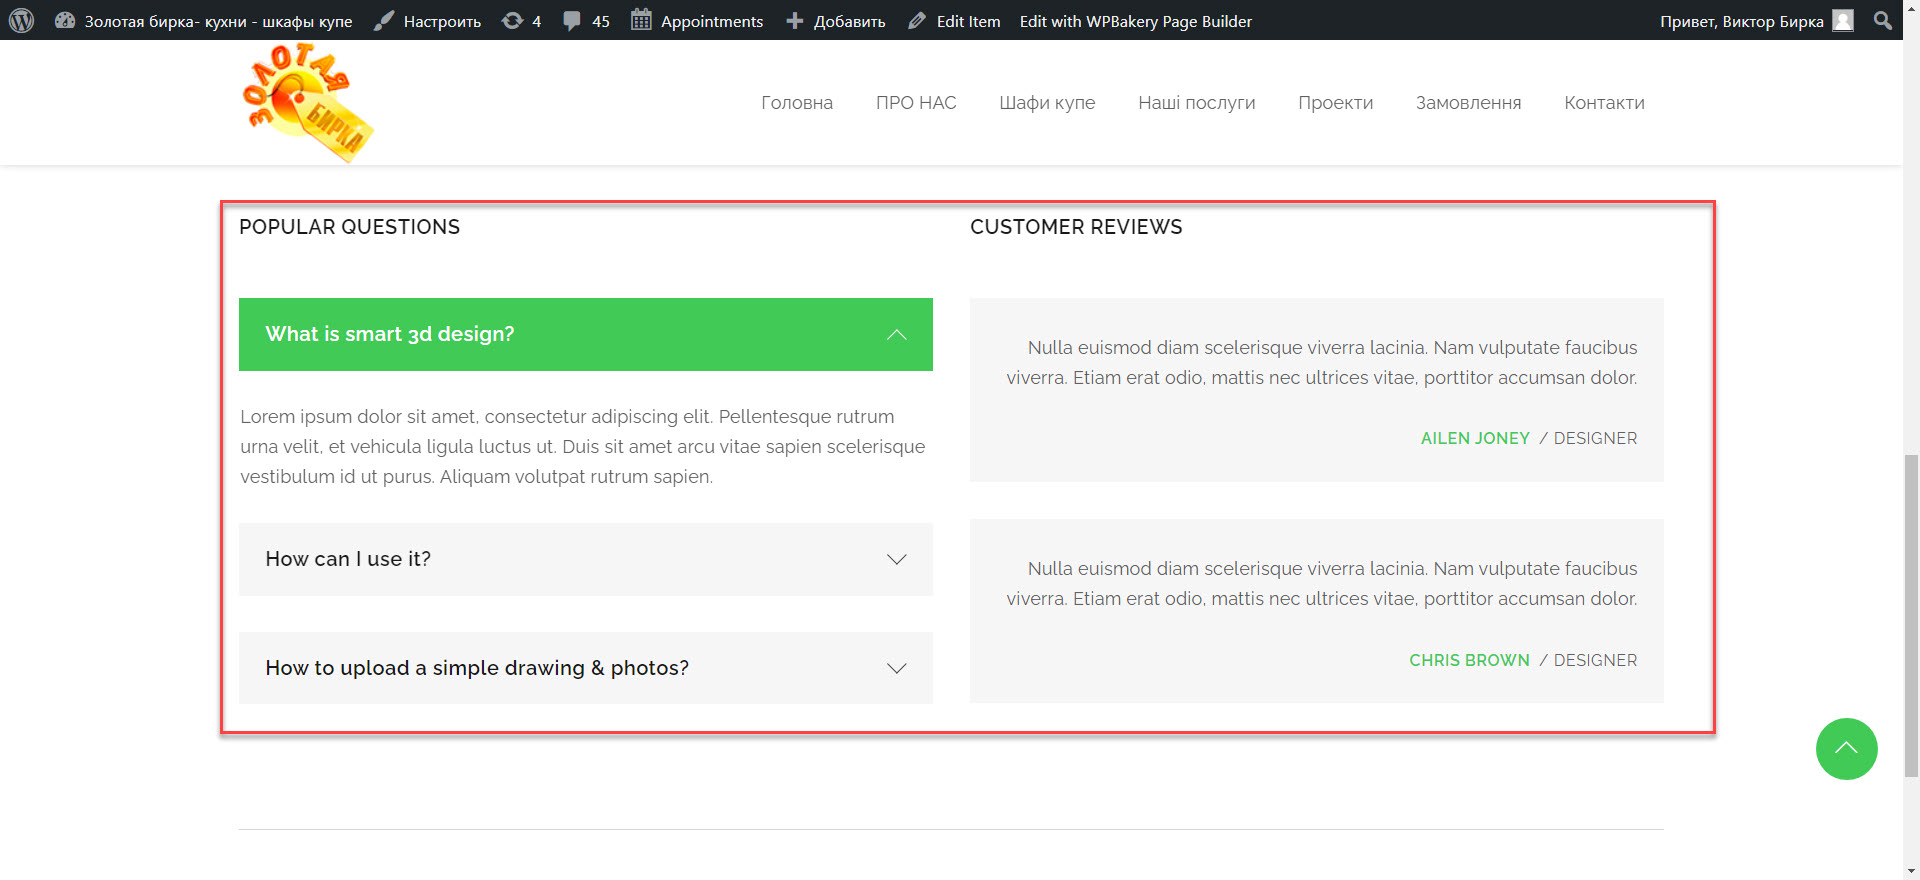 Золотая бирка- кухни - шкафы купе Настроить 4 45 Appointments Добавить Edit Item Edit with WPBakery Page Builder Привет, Виктор Бирка
ЗОЛОТАЯ
БИРКА
Головна ПРО НАС Шафи купе Наші послуги Проекти Замовлення Контакти
POPULAR QUESTIONS
What is smart 3d design?
Lorem ipsum dolor sit amet, consectetur adipiscing elit. Pellentesque rutrum
urna velit, et vehicula ligula luctus ut. Duis sit amet arcu vitae sapien scelerisque
vestibulum id ut purus. Aliquam volutpat rutrum sapien.
How can I use it?
How to upload a simple drawing & photos?
CUSTOMER REVIEWS
Nulla euismod diam scelerisque viverra lacinia. Nam vulputate faucibus
viverra. Etiam erat odio, mattis nec ultrices vitae, porttitor accumsan dolor.
AILEN JONEY / DESIGNER
Nulla euismod diam scelerisque viverra lacinia. Nam vulputate faucibus
viverra. Etiam erat odio, mattis nec ultrices vitae, porttitor accumsan dolor.
CHRIS BROWN / DESIGNER